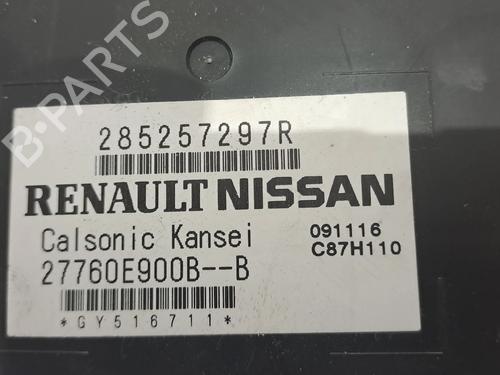 B-PARTS
285257297R
RENAULT NISSAN
Calsonic Kansei
091116
C87H110
27760E900B--B
*GY516711*